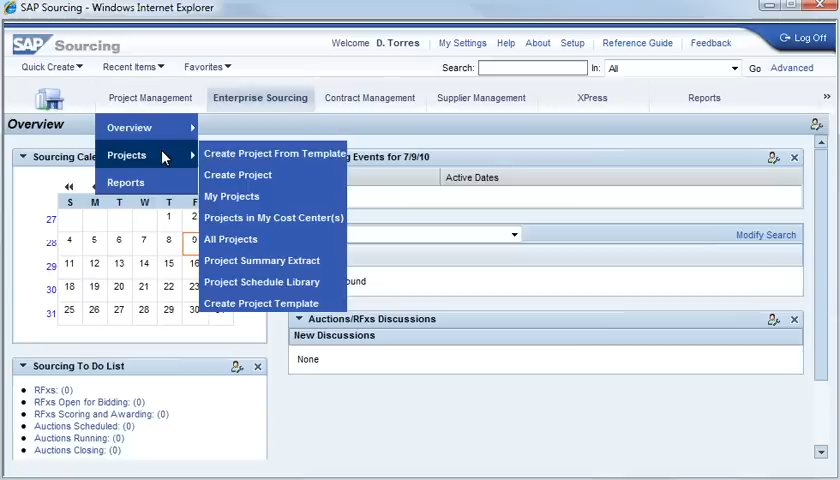 SAP Sourcing - Windows Internet Explorer
SAP Sourcing
Welcome D. Torres My Settings Help About Setup Reference Guide Feedback Log Off
Quick Create Recent Items Favorites Search: In: All Go Advanced
Project Management Enterprise Sourcing Contract Management Supplier Management XPress Reports »
Overview
Overview
Projects
Reports
Create Project From Template
Create Project
My Projects
Projects in My Cost Center(s)
All Projects
Project Summary Extract
Project Schedule Library
Create Project Template
Sourcing Cale
S M T W T F
27 1 2
28 4 5 6 7 8 9
29 11 12 13 14 15 16
30 18 19 20 21 22 23
31 25 26 27 28 29 30 31
ng Events for 7/9/10
Active Dates
Modify Search
ound
Auctions/RFxs Discussions
New Discussions
None
Sourcing To Do List
RFxs: (0)
RFxs Open for Bidding: (0)
RFxs Scoring and Awarding: (0)
Auctions Scheduled: (0)
Auctions Running: (0)
Auctions Closing: (0)